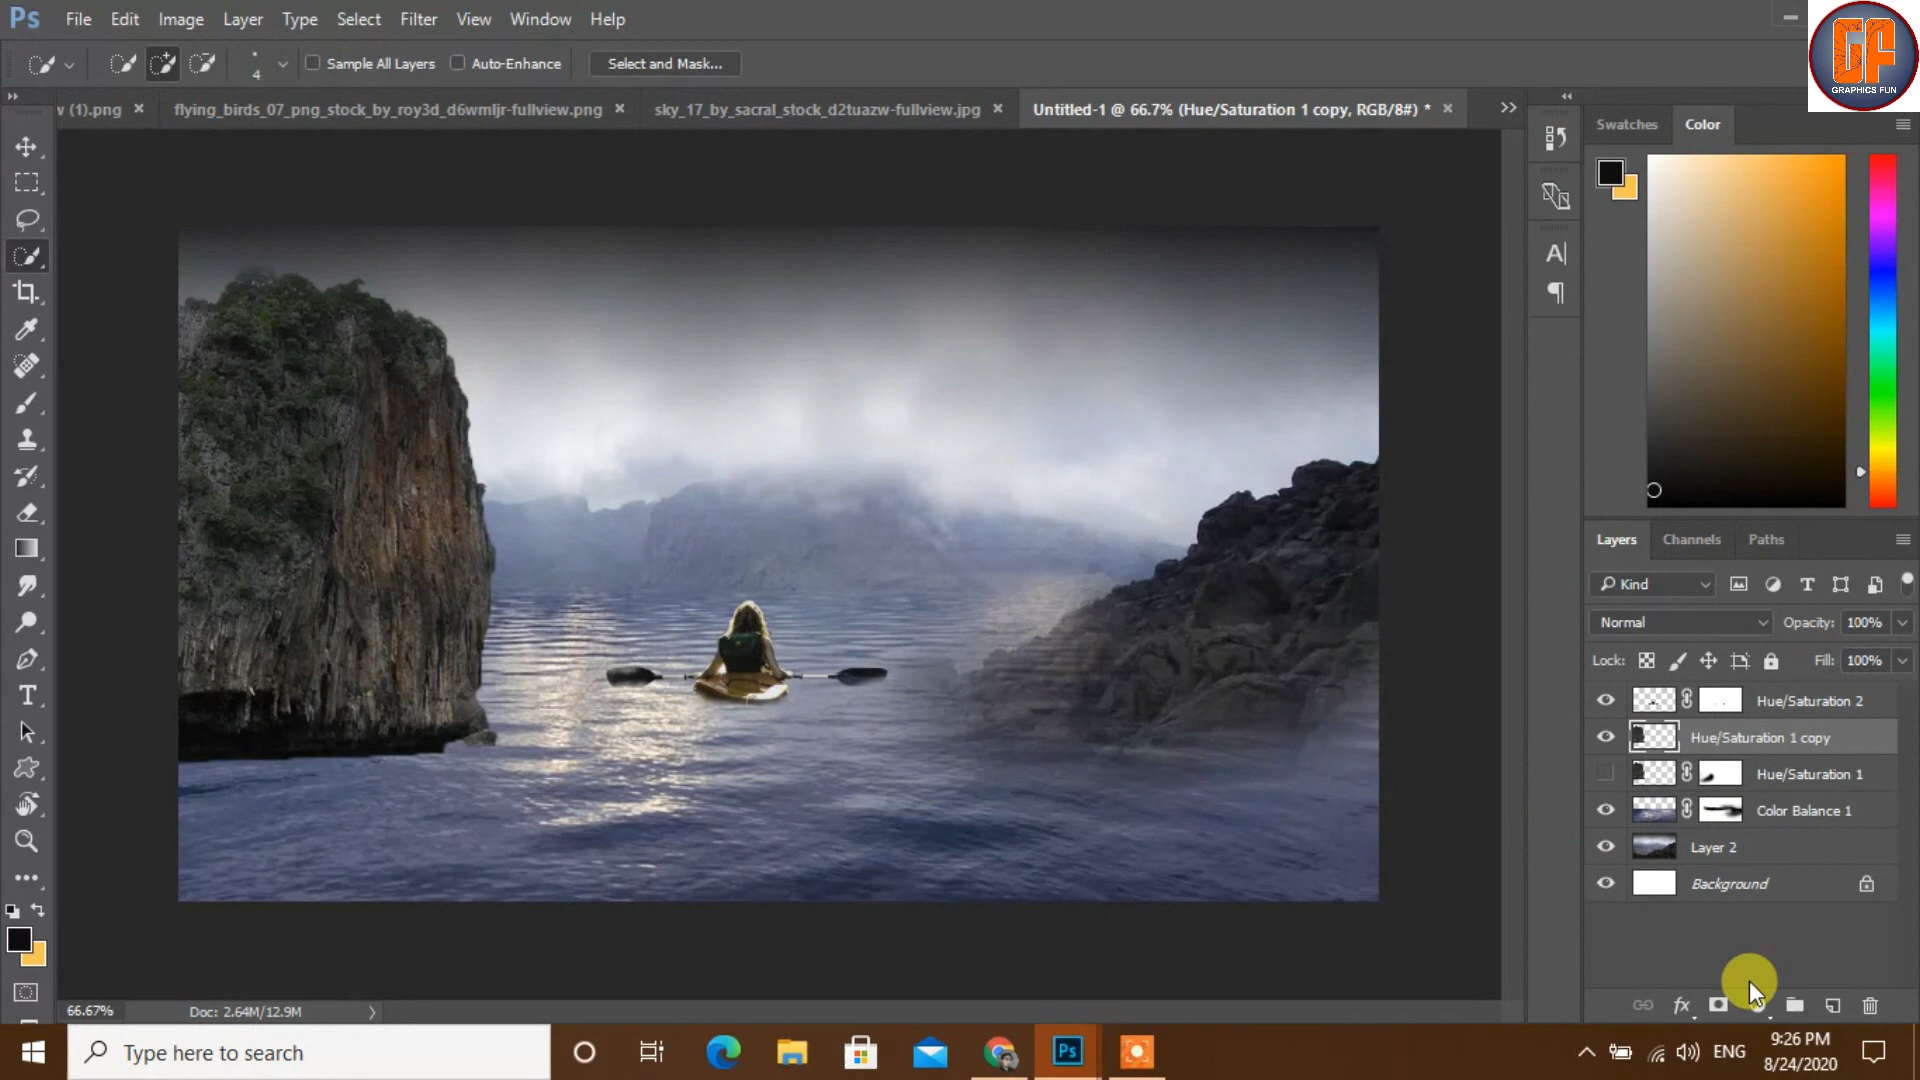 Ps File Edit Image Layer Type Select Filter View Window Help
GF
GRAPHICS FUN
4 Sample All Layers Auto-Enhance Select and Mask...
w (1).png × flying_birds_07_png_stock_by_roy3d_d6wmljr-fullview.png × sky_17_by_sacral_stock_d2tuazw-fullview.jpg × Untitled-1 @ 66.7% (Hue/Saturation 1 copy, RGB/8#) * ×
Swatches Color
Layers Channels Paths
Kind
Normal Opacity: 100%
Lock: Fill: 100%
Hue/Saturation 2
Hue/Saturation 1 copy
Hue/Saturation 1
Color Balance 1
Layer 2
Background
fx
66.67% Doc: 2.64M/12.9M
Type here to search
Ps
ENG
9:26 PM
8/24/2020